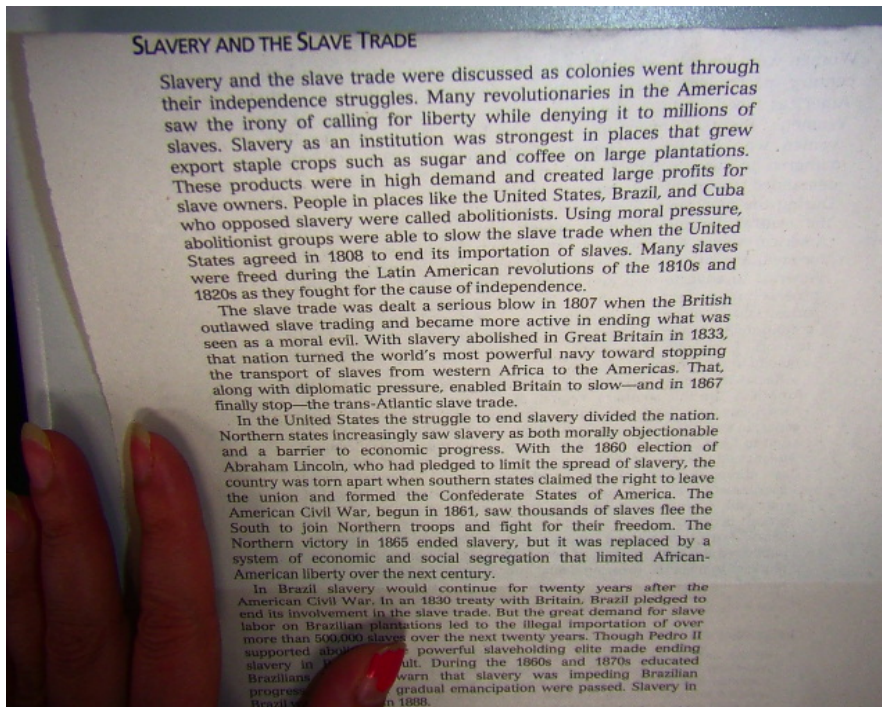 SLAVERY AND THE SLAVE TRADE
Slavery and the slave trade were discussed as colonies went through
their independence struggles. Many revolutionaries in the Americas
saw the irony of calling for liberty while denying it to millions of
slaves. Slavery as an institution was strongest in places that grew
export staple crops such as sugar and coffee on large plantations.
These products were in high demand and created large profits for
slave owners. People in places like the United States, Brazil, and Cuba
who opposed slavery were called abolitionists. Using moral pressure,
abolitionist groups were able to slow the slave trade when the United
States agreed in 1808 to end its importation of slaves. Many slaves
were freed during the Latin American revolutions of the 1810s and
1820s as they fought for the cause of independence.
The slave trade was dealt a serious blow in 1807 when the British
outlawed slave trading and became more active in ending what was
seen as a moral evil. With slavery abolished in Great Britain in 1833,
that nation turned the world's most powerful navy toward stopping
the transport of slaves from western Africa to the Americas. That,
along with diplomatic pressure, enabled Britain to slow—and in 1867
finally stop—the trans-Atlantic slave trade.
In the United States the struggle to end slavery divided the nation.
Northern states increasingly saw slavery as both morally objectionable
and a barrier to economic progress. With the 1860 election of
Abraham Lincoln, who had pledged to limit the spread of slavery, the
country was torn apart when southern states claimed the right to leave
the union and formed the Confederate States of America. The
American Civil War, begun in 1861, saw thousands of slaves flee the
South to join Northern troops and fight for their freedom. The
Northern victory in 1865 ended slavery, but it was replaced by a
system of economic and social segregation that limited African-
American liberty over the next century.
In Brazil slavery would continue for twenty years after the
American Civil War. In an 1830 treaty with Britain, Brazil pledged to
end its involvement in the slave trade. But the great demand for slave
labor on Brazilian plantations led to the illegal importation of over
more than 500,000 slaves over the next twenty years. Though Pedro II
supported powerful slaveholding elite made ending
slavery in During the 1860s and 1870s educated
Brazilians warn that slavery was impeding Brazilian
gradual emancipation were passed. Slavery in
Brazil 1888.